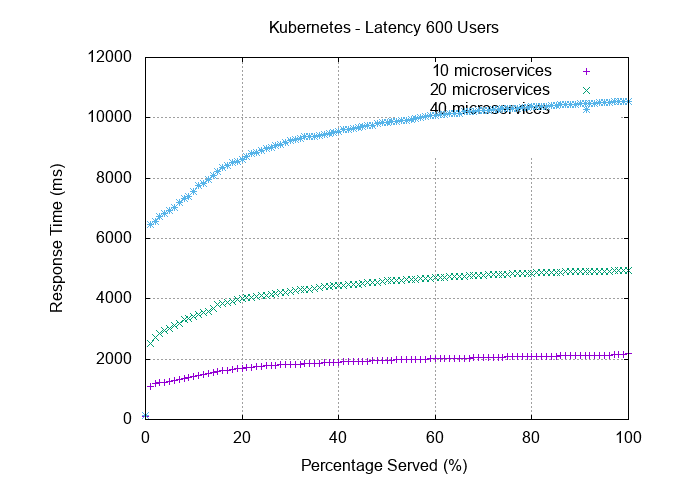 Kubernetes - Latency 600 Users
12000
10000
8000
6000
4000
2000
0
10 microservices
20 microservices
40 microservices
Response Time (ms)
0 20 40 60 80 100
Percentage Served (%)